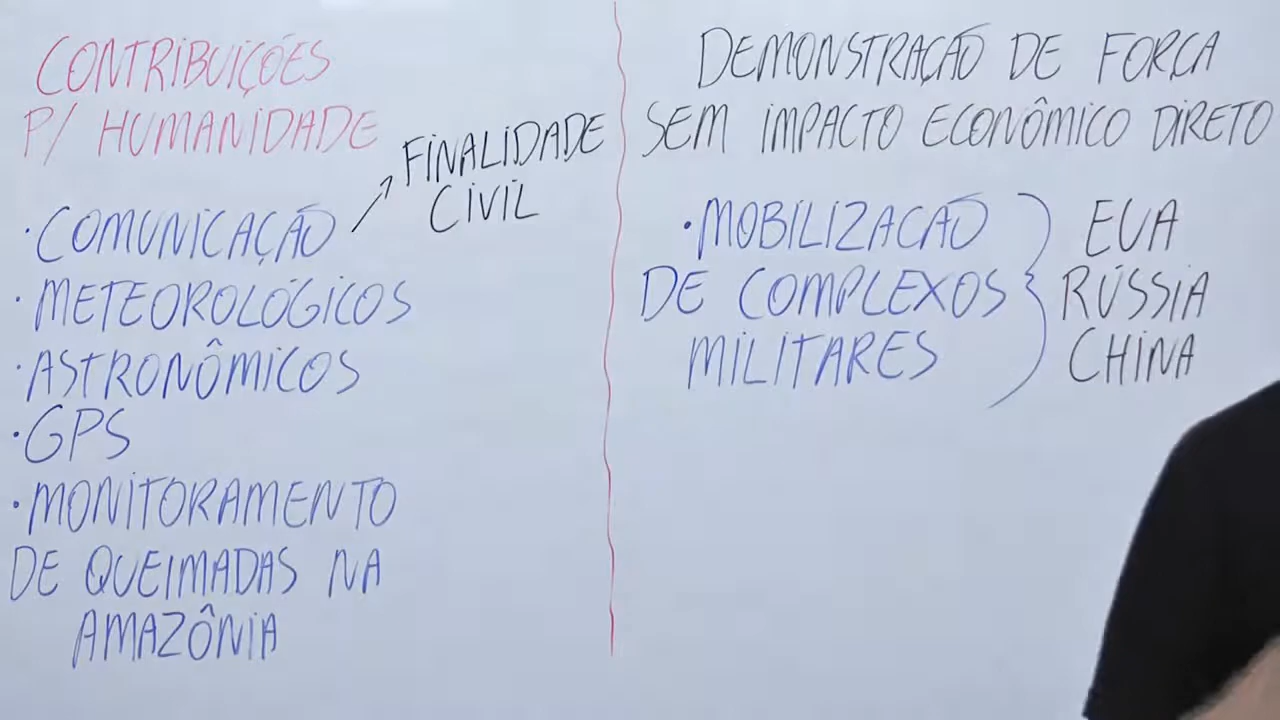 CONTRIBUIÇÕES
P/ HUMANIDADE
FINALIDADE
CIVIL
· COMUNICAÇÃO
· METEOROLÓGICOS
· ASTRONÔMICOS
· GPS
· MONITORAMENTO
DE QUEIMADAS NA
AMAZÔNIA
DEMONSTRAÇÃO DE FORÇA
SEM IMPACTO ECONÔMICO DIRETO
· MOBILIZACÃO
DE COMPLEXOS
MILITARES
EUA
RÚSSIA
CHINA